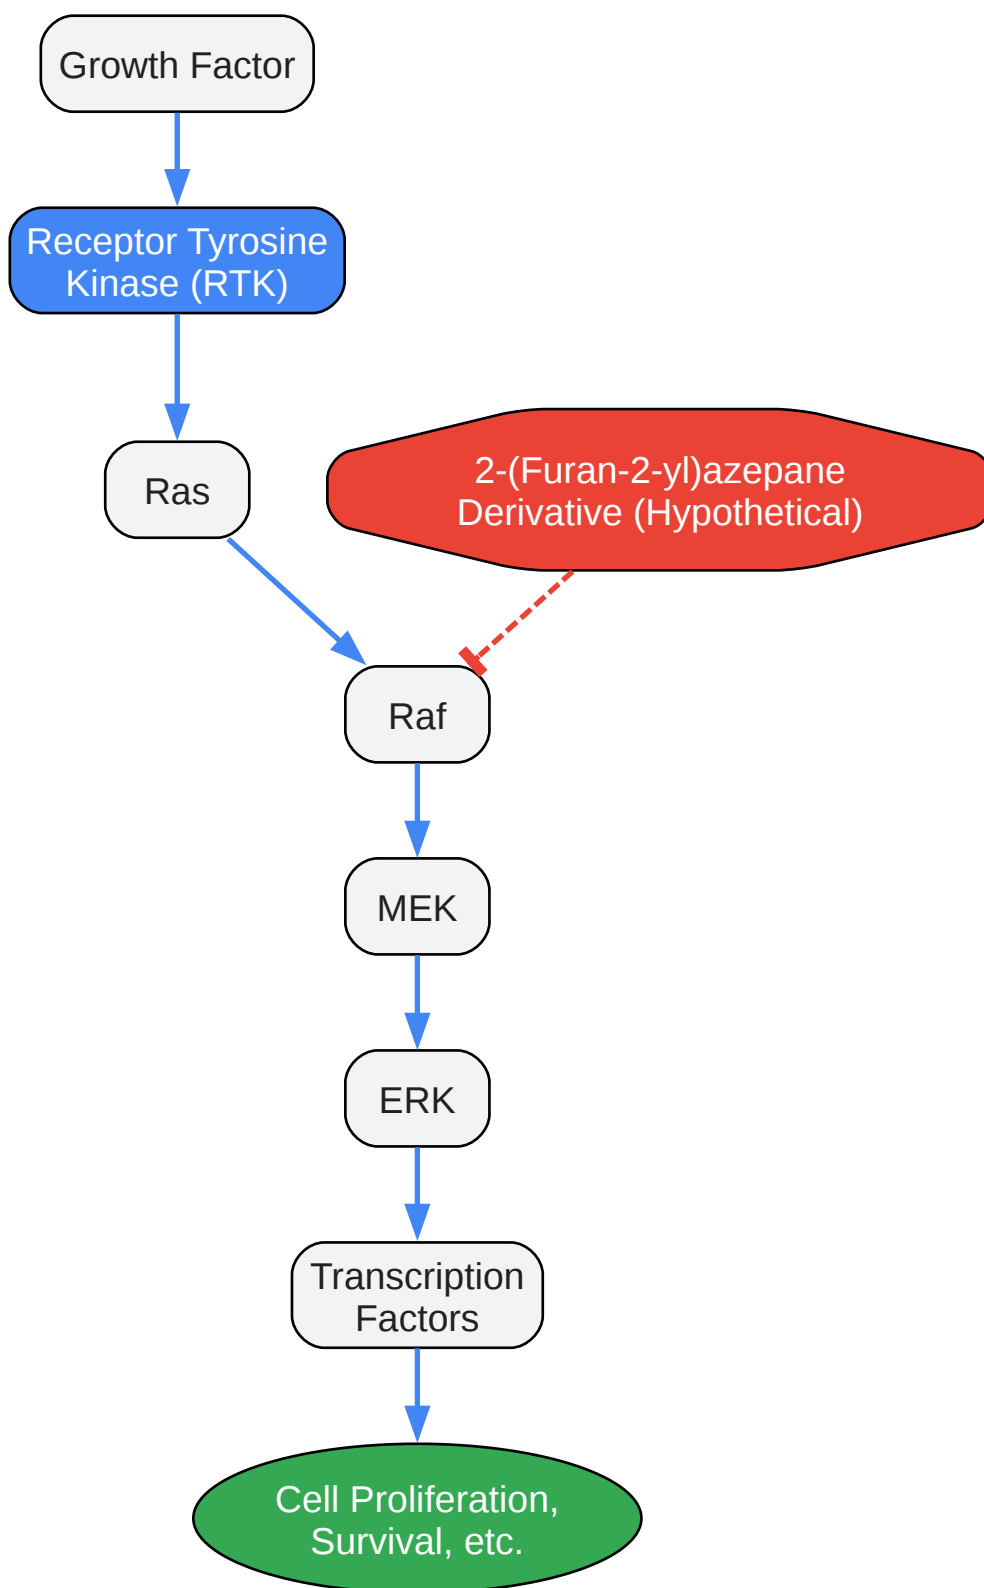 Growth Factor
Receptor Tyrosine
Kinase (RTK)
Ras
2-(Furan-2-yl)azepane
Derivative (Hypothetical)
Raf
MEK
ERK
Transcription
Factors
Cell Proliferation,
Survival, etc.